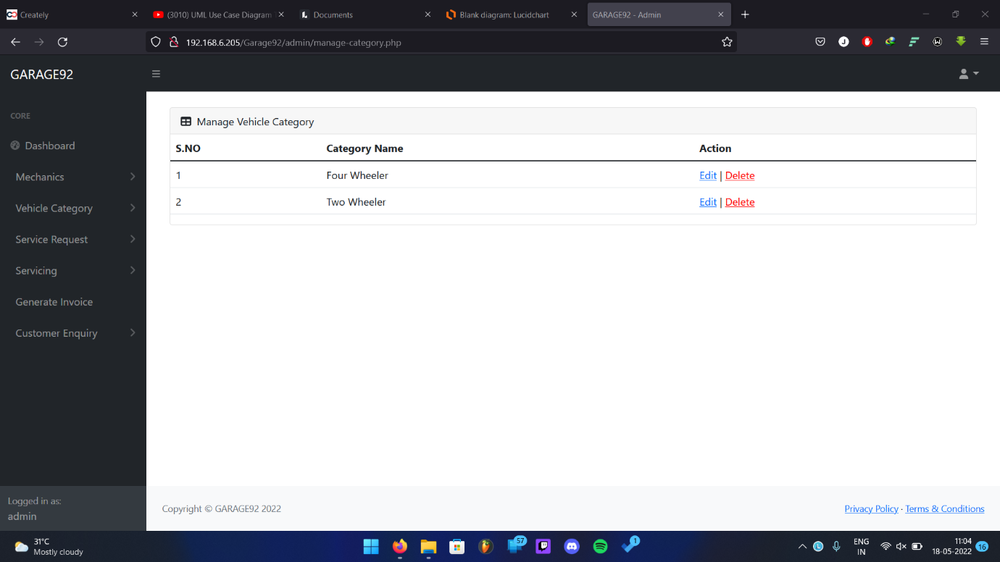 Creately
(3010) UML Use Case Diagram
Documents
Blank diagram: Lucidchart
GARAGE92 - Admin
192.168.6.205/Garage92/admin/manage-category.php
GARAGE92
CORE
Dashboard
Mechanics
Vehicle Category
Service Request
Servicing
Generate Invoice
Customer Enquiry
Logged in as:
admin
Manage Vehicle Category
S.NO Category Name Action
1 Four Wheeler Edit | Delete
2 Two Wheeler Edit | Delete
Copyright © GARAGE92 2022 Privacy Policy · Terms & Conditions
31°C
Mostly cloudy
57
1
ENG
IN
11:04
18-05-2022
16